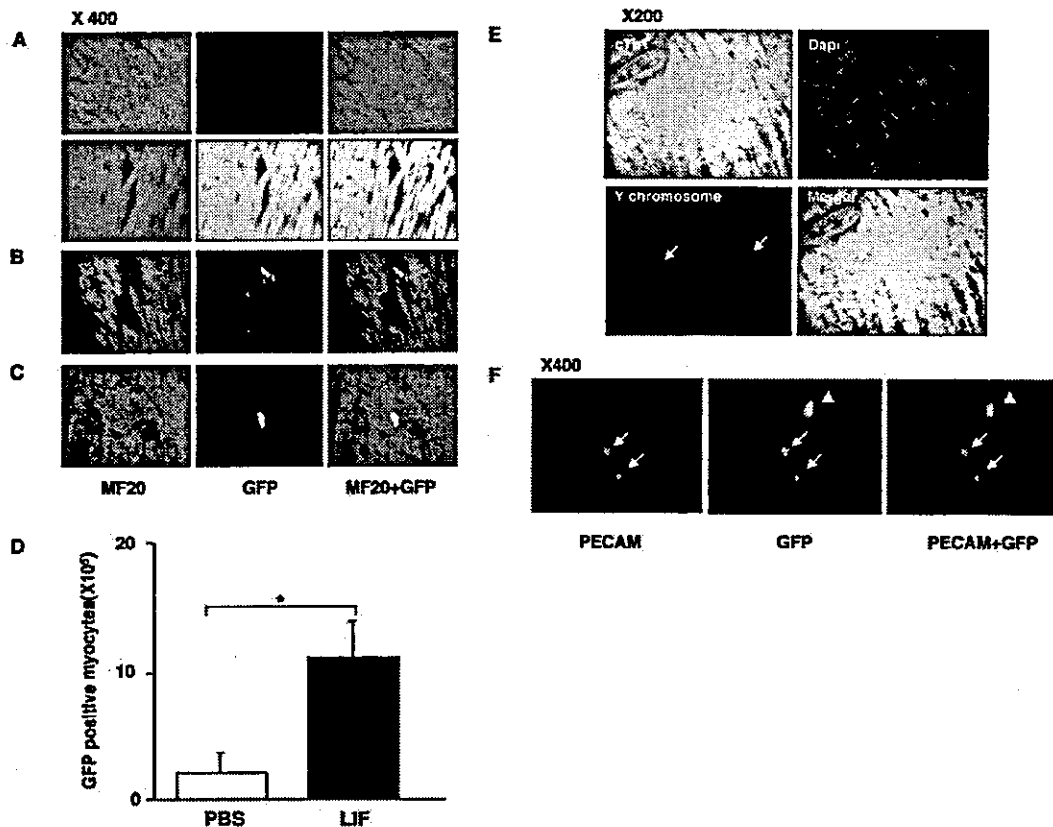 X 400
A
B
C
MF20
GFP
MF20+GFP
D
GFP positive myocytes(X10³)
20
10
0
*
PBS
LIF
E
X200
Dapi
Y chromosome
F
X400
PECAM
GFP
PECAM+GFP